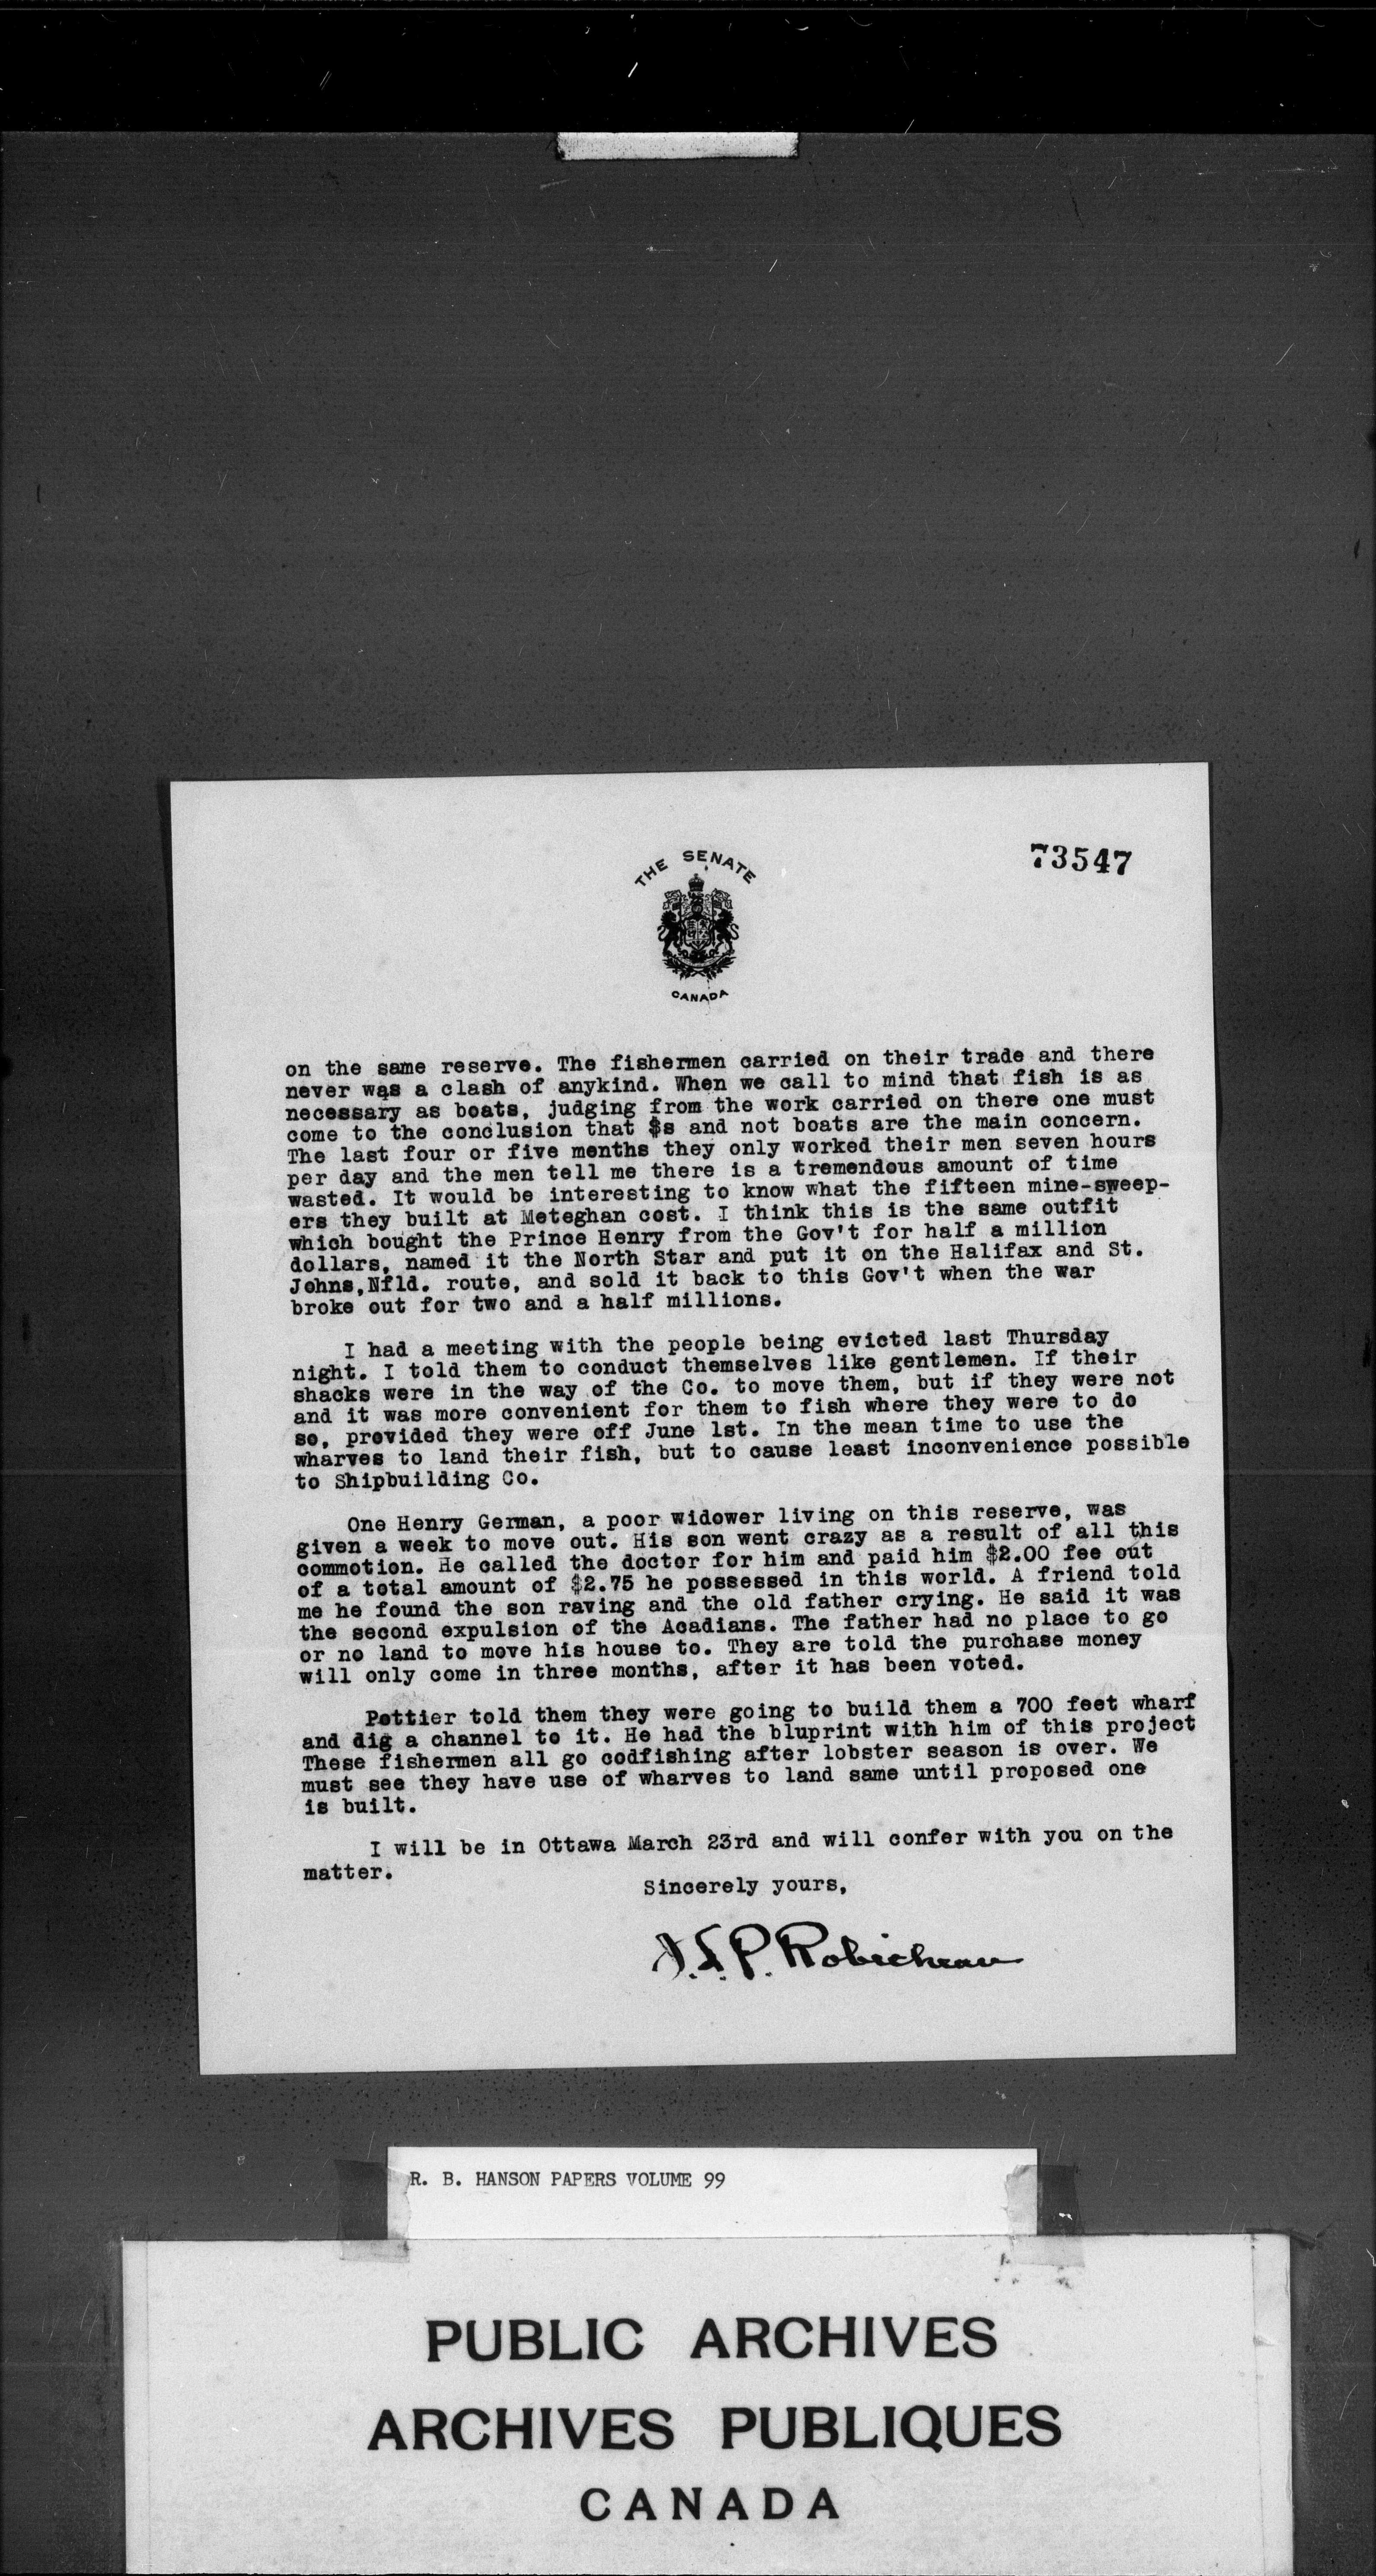 73547
THE SENATE
CANADA
on the same reserve. The fishermen carried on their trade and there
never was a clash of anykind. When we call to mind that fish is as
necessary as boats, judging from the work carried on there one must
come to the conclusion that $s and not boats are the main concern.
The last four or five months they only worked their men seven hours
per day and the men tell me there is a tremendous amount of time
wasted. It would be interesting to know what the fifteen mine-sweep-
ers they built at Meteghan cost. I think this is the same outfit
which bought the Prince Henry from the Gov't for half a million
dollars, named it the North Star and put it on the Halifax and St.
Johns,Nfld. route, and sold it back to this Gov't when the war
broke out for two and a half millions.
I had a meeting with the people being evicted last Thursday
night. I told them to conduct themselves like gentlemen. If their
shacks were in the way of the Co. to move them, but if they were not
and it was more convenient for them to fish where they were to do
so, provided they were off June 1st. In the mean time to use the
wharves to land their fish, but to cause least inconvenience possible
to Shipbuilding Co.
One Henry German, a poor widower living on this reserve, was
given a week to move out. His son went crazy as a result of all this
commotion. He called the doctor for him and paid him $2.00 fee out
of a total amount of $2.75 he possessed in this world. A friend told
me he found the son raving and the old father crying. He said it was
the second expulsion of the Acadians. The father had no place to go
or no land to move his house to. They are told the purchase money
will only come in three months, after it has been voted.
Pottier told them they were going to build them a 700 feet wharf
and dig a channel to it. He had the bluprint with him of this project
These fishermen all go codfishing after lobster season is over. We
must see they have use of wharves to land same until proposed one
is built.
I will be in Ottawa March 23rd and will confer with you on the
matter.
Sincerely yours,
J.L.P. Robicheau
R. B. HANSON PAPERS VOLUME 99
PUBLIC ARCHIVES
ARCHIVES PUBLIQUES
CANADA